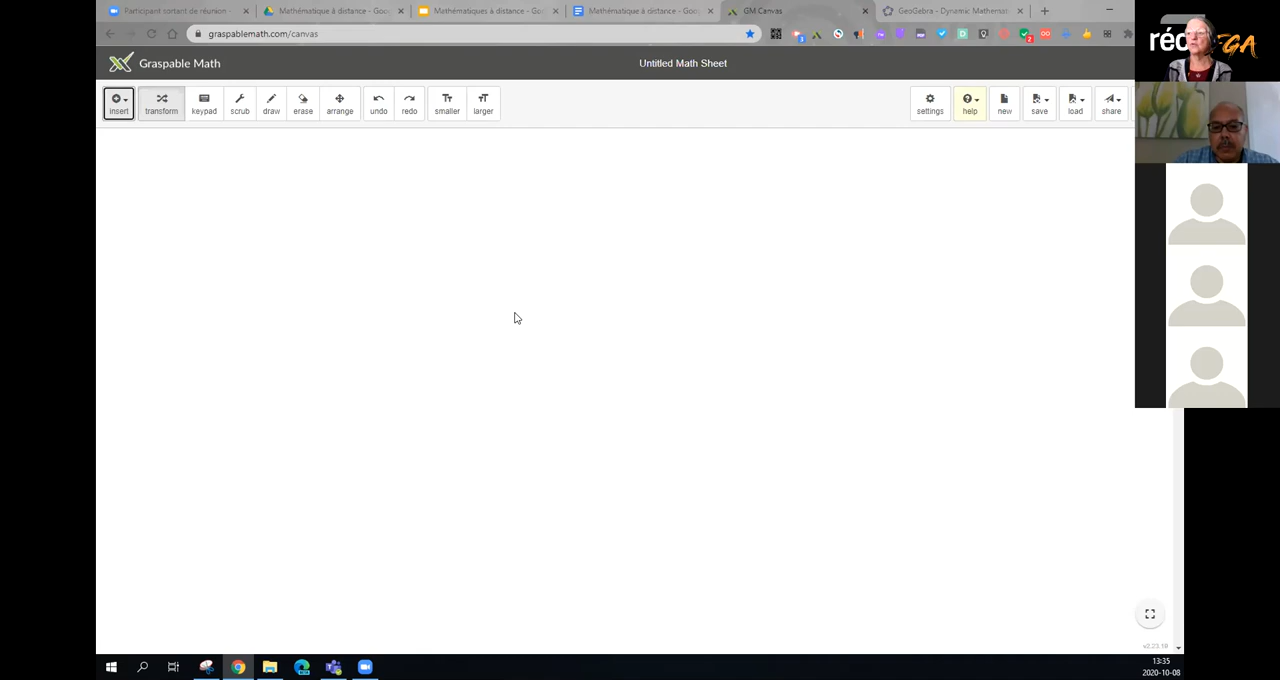 Participant sortant de réunion -
Mathématique à distance - Goo
Mathématiques à distance - Goo
Mathématique à distance - Goog
GM Canvas
GeoGebra - Dynamic Mathemat
graspablemath.com/canvas
Graspable Math
Untitled Math Sheet
insert
transform
keypad
scrub
draw
erase
arrange
undo
redo
smaller
larger
settings
help
new
save
load
share
réc
GA
13:35
2020-10-08